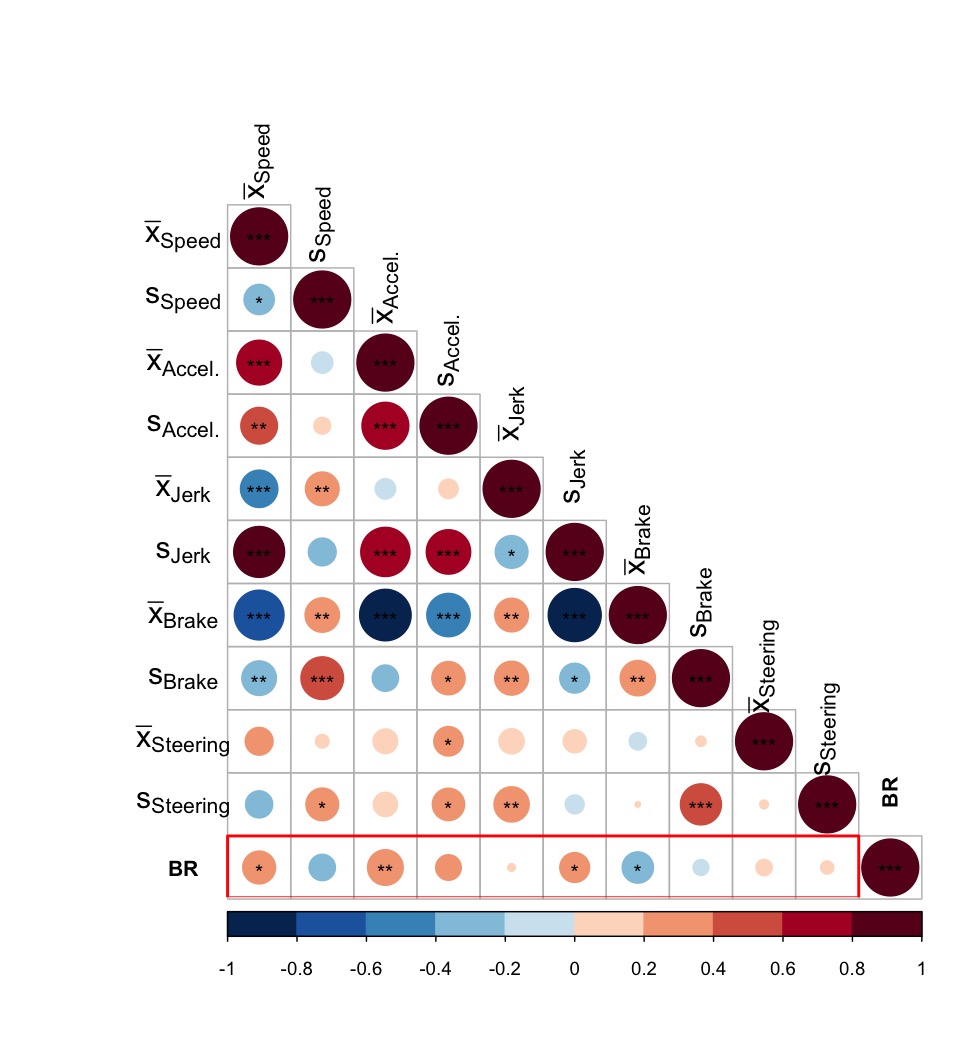 x̄Speed
sSpeed
x̄Accel.
sAccel.
x̄Jerk
sJerk
x̄Brake
sBrake
x̄Steering
sSteering
BR
x̄Speed ***
sSpeed * ***
x̄Accel. *** ***
sAccel. ** *** ***
x̄Jerk *** ** ***
sJerk *** *** *** * ***
x̄Brake *** ** *** *** ** *** ***
sBrake ** *** * ** * ** ***
x̄Steering * ***
sSteering * * ** *** ***
BR * ** * * ***
-1 -0.8 -0.6 -0.4 -0.2 0 0.2 0.4 0.6 0.8 1